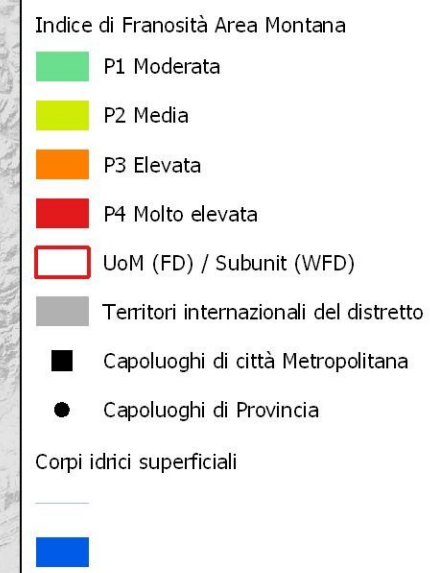 Indice di Franosità Area Montana
P1 Moderata
P2 Media
P3 Elevata
P4 Molto elevata
UoM (FD) / Subunit (WFD)
Territori internazionali del distretto
Capoluoghi di città Metropolitana
Capoluoghi di Provincia
Corpi idrici superficiali